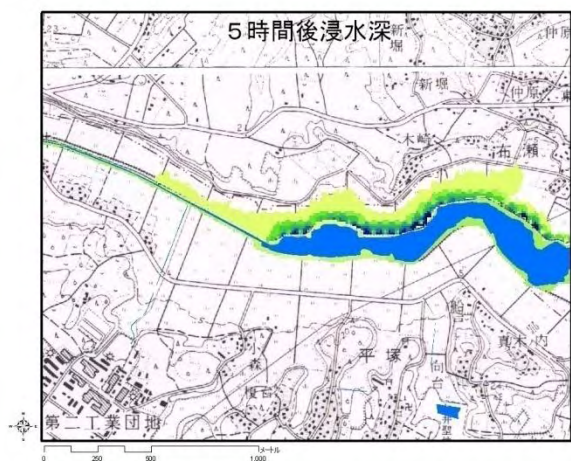 5時間後浸水深
新堀
仲原
新堀
仲原
木崎
布瀬
平塚
森
向台
真木ノ内
第二工業団地
0 250 500 1,000
メートル